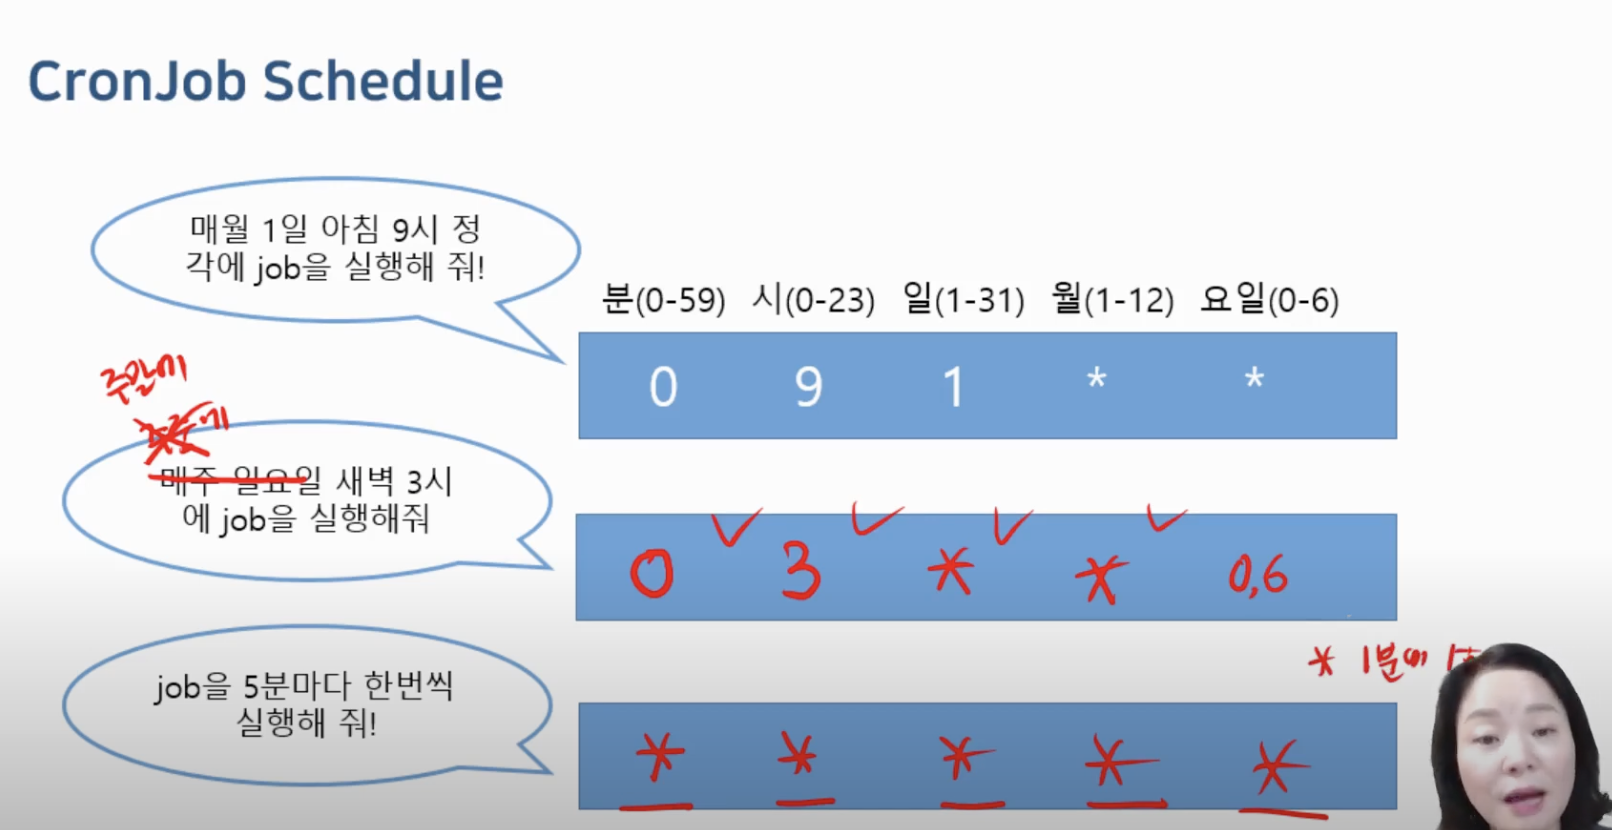 CronJob Schedule
매월 1일 아침 9시 정
각에 job을 실행해 줘!
분(0-59) 시(0-23) 일(1-31) 월(1-12) 요일(0-6)
0 9 1 * *
주말에
매주 일요일 새벽 3시
에 job을 실행해줘
0 3 * * 0,6
* 1분에 1
job을 5분마다 한번씩
실행해 줘!
* * * * *